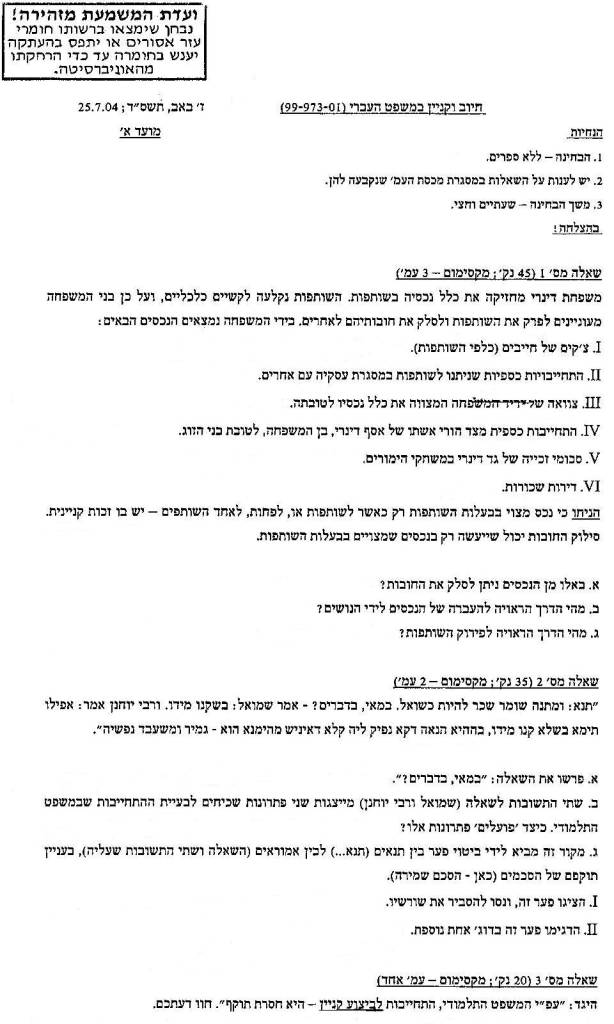 ועדת המשמעת מזהירה!
נבחן שימצאו ברשותו חומרי
עזר אסורים או יתפס בהעתקה
יענש בחומרה עד כדי הרחקתו
מהאוניברסיטה.
חיוב וקניין במשפט העברי (99-973-01)
ז׳ באב, תשס״ד; 25.7.04
מועד א׳
הנחיות
1. הבחינה – ללא ספרים.
2. יש לענות על השאלות במסגרת מכסת העמ׳ שנקבעה להן.
3. משך הבחינה – שעתיים וחצי.
בהצלחה!
שאלה מס׳ 1 (45 נק׳; מקסימום – 3 עמ׳)
משפחת דינרי מחזיקה את כלל נכסיה בשותפות. השותפות נקלעה לקשיים כלכליים, ועל כן בני המשפחה
מעוניינים לפרק את השותפות ולסלק את חובותיהם לאחרים. בידי המשפחה נמצאים הנכסים הבאים:
I. צ׳קים של חייבים (כלפי השותפות).
II. התחייבויות כספיות שניתנו לשותפות במסגרת עסקיה עם אחרים.
III. צוואה של ידיד המשפחה המצווה את כלל נכסיו לטובתה.
IV. התחייבות כספית מצד הורי אשתו של אסף דינרי, בן המשפחה, לטובת בני הזוג.
V. סכומי זכייה של גד דינרי במשחקי הימורים.
VI. דירות שכורות.
הניחו כי נכס מצוי בבעלות השותפות רק כאשר לשותפות או, לפחות, לאחד השותפים – יש בו זכות קניינית.
סילוק החובות יכול שייעשה רק בנכסים שמצויים בבעלות השותפות.
א. באלו מן הנכסים ניתן לסלק את החובות?
ב. מהי הדרך הראויה להעברה של הנכסים לידי הנושים?
ג. מהי הדרך הראויה לפירוק השותפות?
שאלה מס׳ 2 (35 נק׳; מקסימום – 2 עמ׳)
״תנא: ומתנה שומר שכר להיות כשואל. במאי, בדברים? - אמר שמואל: בשקנו מידו. ורבי יוחנן אמר: אפילו
תימא בשלא קנו מידו, בההיא הנאה דקא נפיק ליה קלא דאיניש מהימנא הוא - גמיר ומשעבד נפשיה״.
א. פרשו את השאלה: ״במאי, בדברים?״.
ב. שתי התשובות לשאלה (שמואל ורבי יוחנן) מייצגות שני פתרונות שכיחים לבעיית ההתחייבות שבמשפט
התלמודי. כיצד ׳פועלים׳ פתרונות אלו?
ג. מקור זה מביא לידי ביטוי פער בין תנאים (תנא...) לבין אמוראים (השאלה ושתי התשובות שעליה), בעניין
תוקפם של הסכמים (כאן - הסכם שמירה).
I. הציגו פער זה, ונסו להסביר את שורשיו.
II. הדגימו פער זה בדוג׳ אחת נוספת.
שאלה מס׳ 3 (20 נק׳; מקסימום – עמ׳ אחד)
היגד: ״עפ״י המשפט התלמודי, התחייבות לביצוע קניין – היא חסרת תוקף״. חוו דעתכם.